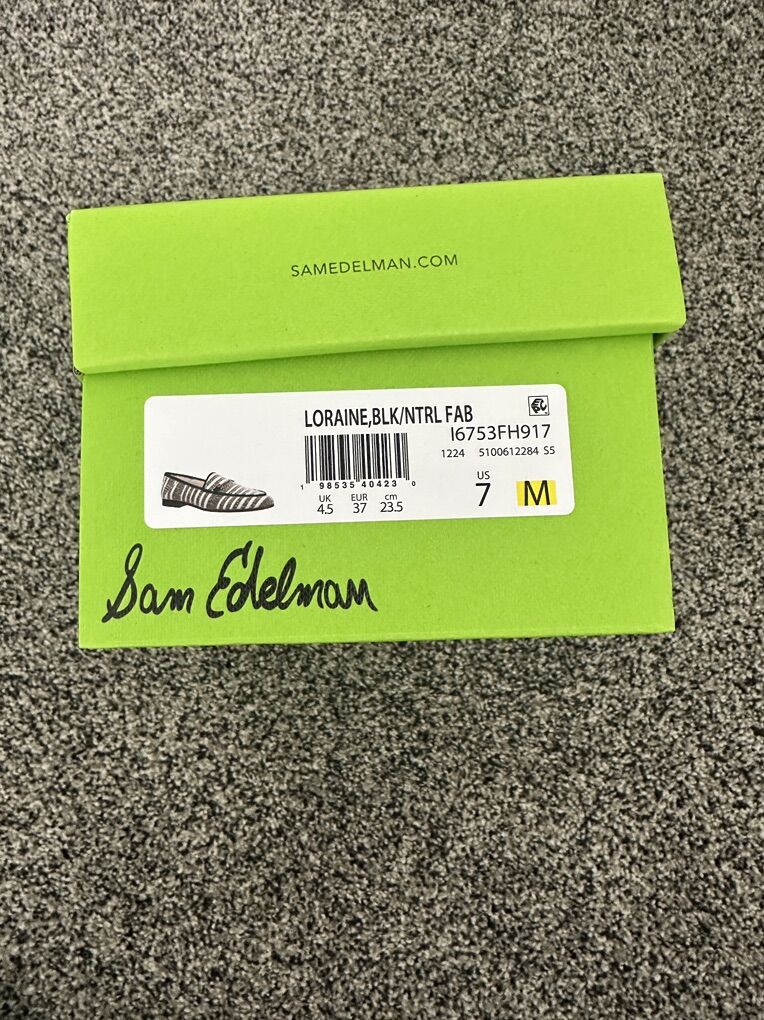 SAMEDELMAN.COM
LORAINE,BLK/NTRL FAB
I6753FH917
1224 5100612284 S5
1 98535 40423 0
UK EUR cm
4.5 37 23.5
US
7 M
Sam Edelman